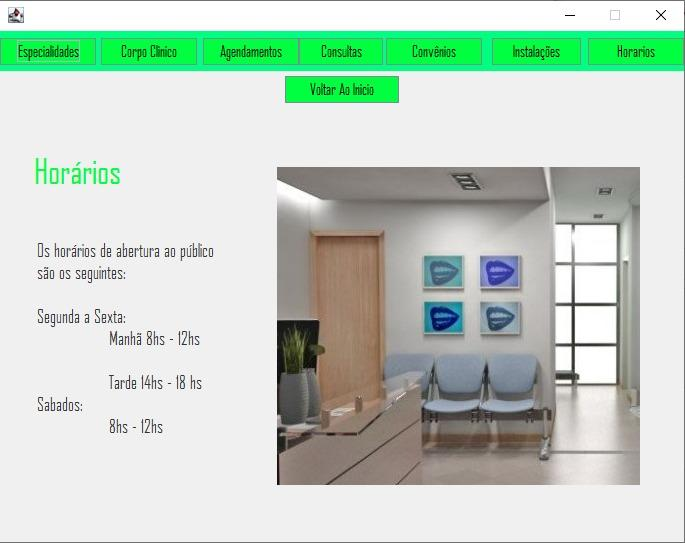 Especialidades
Corpo Clinico
Agendamentos
Consultas
Convênios
Instalações
Horarios
Voltar Ao Inicio
Horários
Os horários de abertura ao público
são os seguintes:
Segunda a Sexta:
Manhã 8hs - 12hs
Tarde 14hs - 18 hs
Sabados:
8hs - 12hs